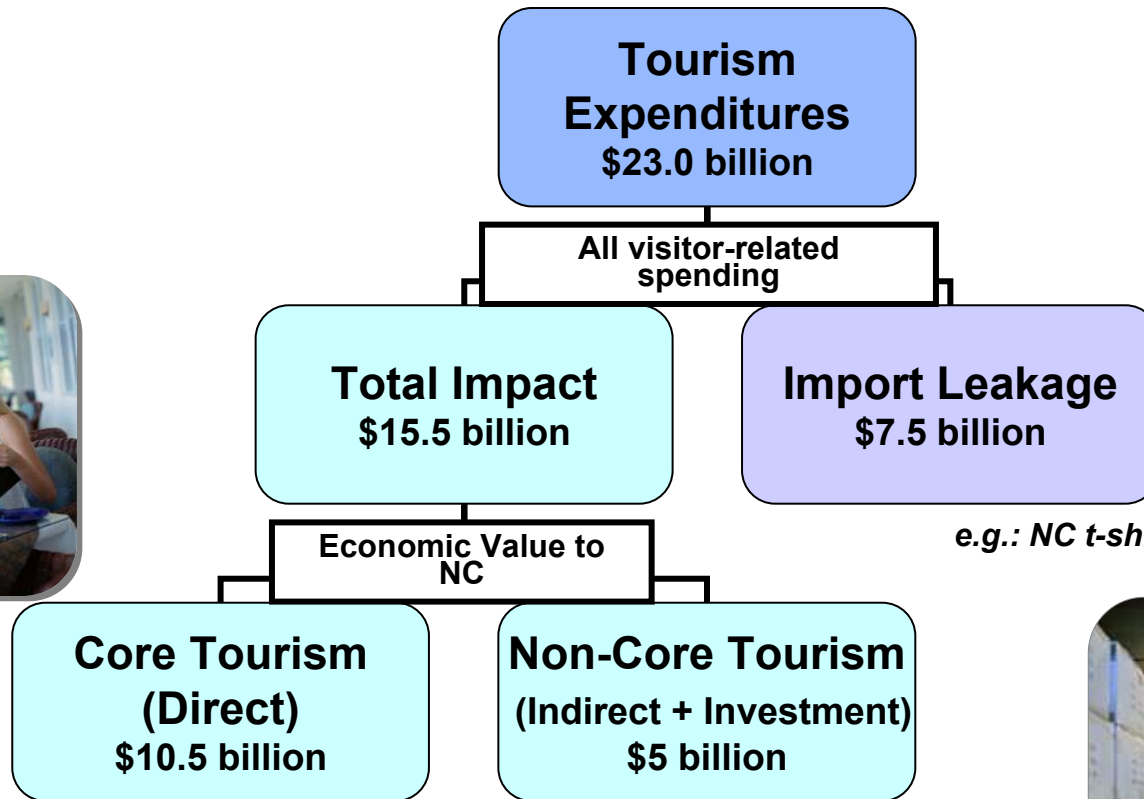 Tourism
Expenditures
$23.0 billion
All visitor-related
spending
Total Impact
$15.5 billion
Import Leakage
$7.5 billion
e.g.: NC
Economic Value to
NC
Core Tourism
(Direct)
$10.5 billion
Non-Core Tourism
(Indirect + Investment)
$5 billion